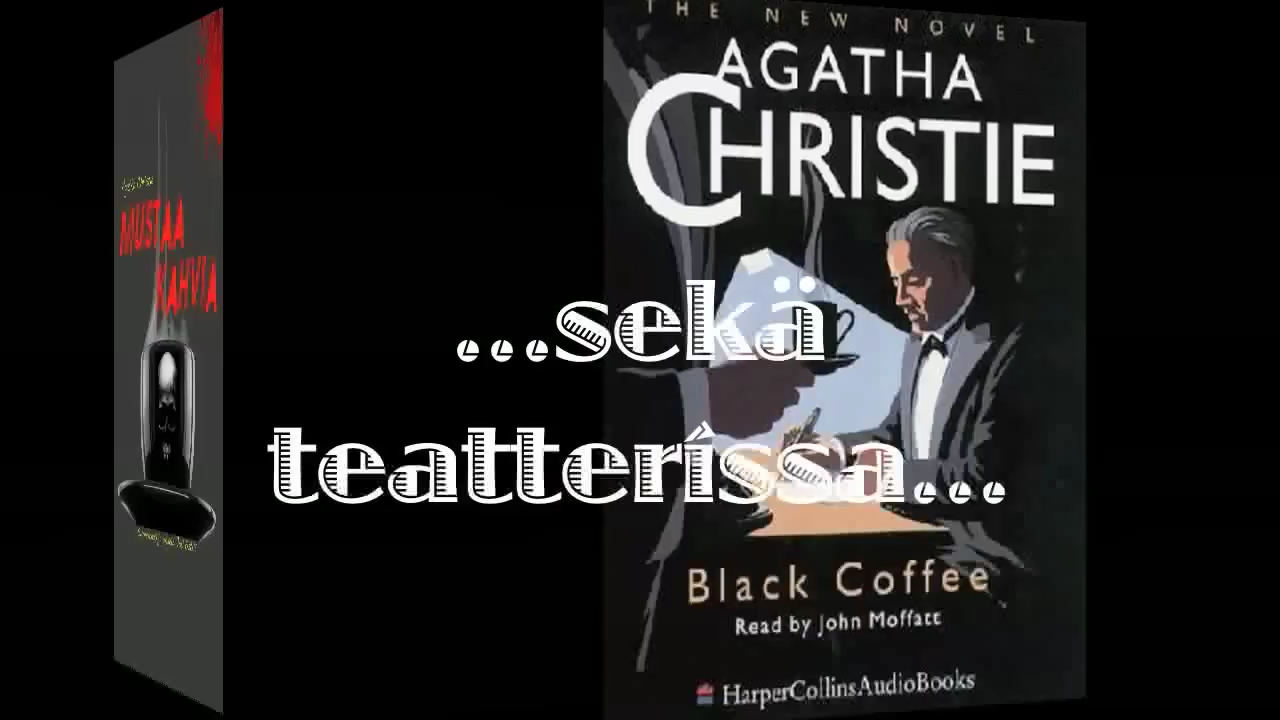 MUSTAA
KAHVIA
THE NEW NOVEL
AGATHA
CHRISTIE
...sekä
teatterissa...
Black Coffee
Read by John Moffatt
HarperCollinsAudioBooks